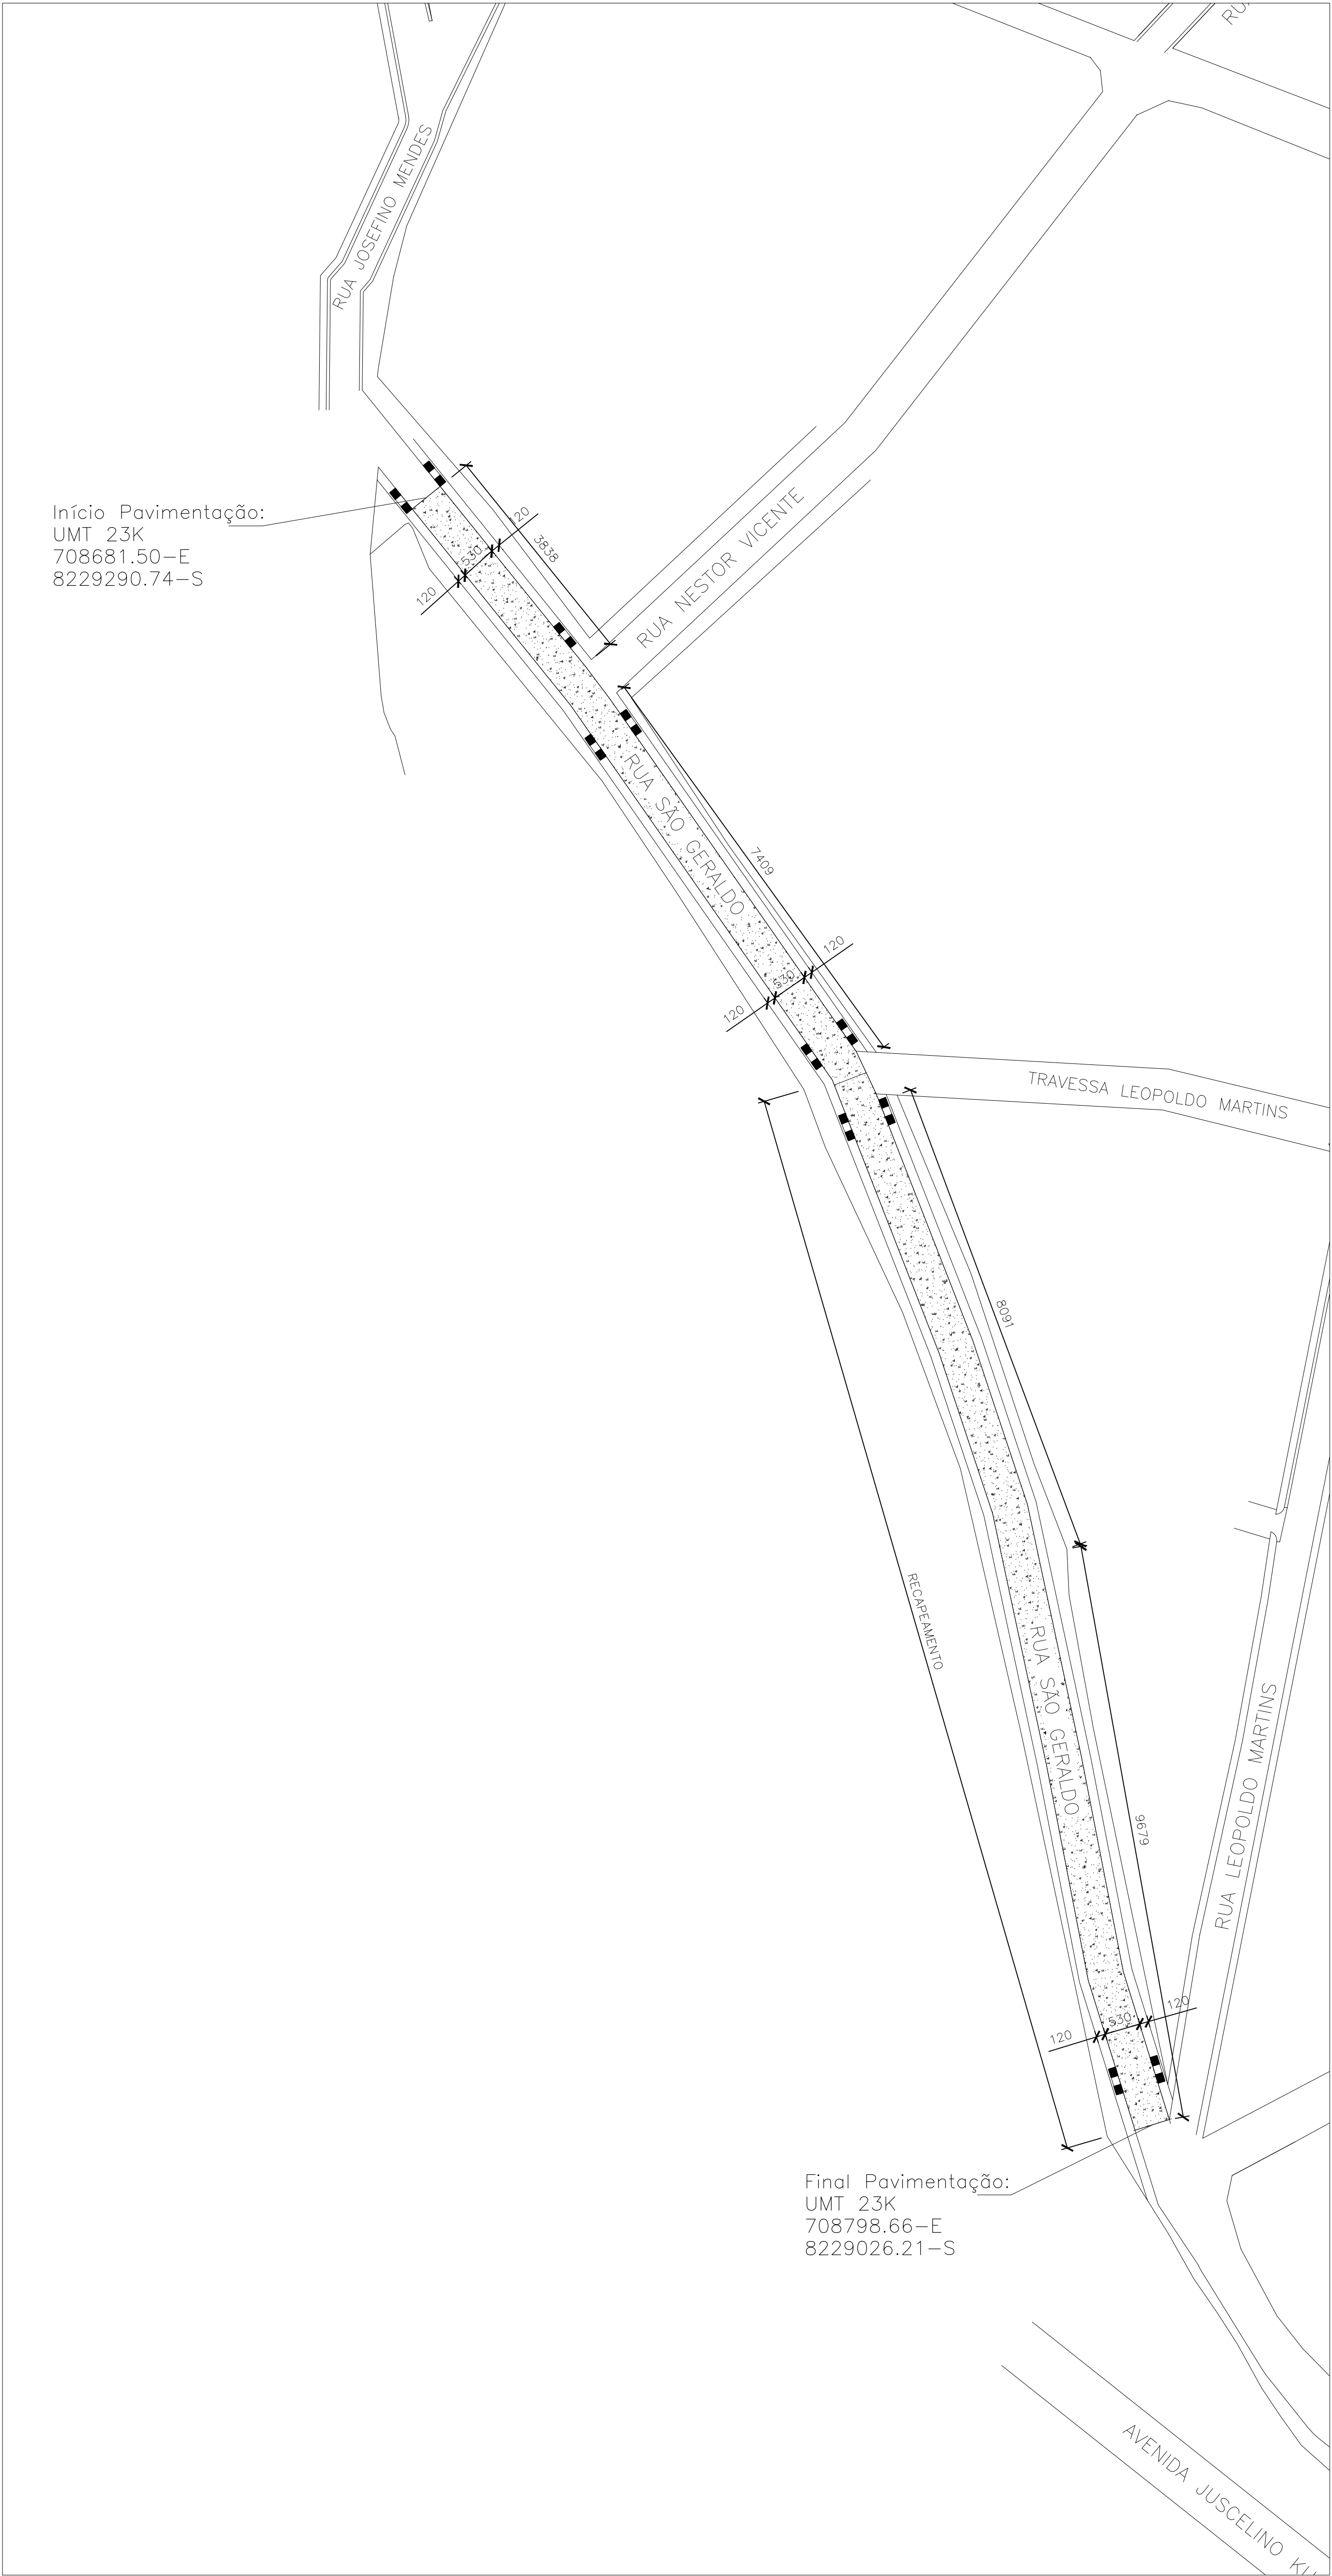 RUA JOSEFINO MENDES
Início Pavimentação:
UMT 23K
708681.50-E
8229290.74-S
120
530
120
3838
RUA NESTOR VICENTE
RUA SÃO GERALDO
7409
120
530
120
TRAVESSA LEOPOLDO MARTINS
8091
RECAPEAMENTO
RUA SÃO GERALDO
9679
RUA LEOPOLDO MARTINS
120
530
120
Final Pavimentação:
UMT 23K
708798.66-E
8229026.21-S
AVENIDA JUSCELINO